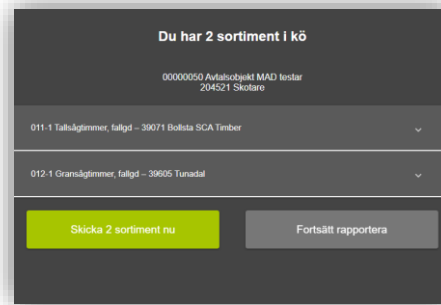 Du har 2 sortiment i kö
00000050 Avtalsobjekt MAD testar
204521 Skotare
011-1 Tallsågtimmer, fallgd – 39071 Bollsta SCA Timber
012-1 Gransågtimmer, fallgd – 39605 Tunadal
Skicka 2 sortiment nu
Fortsätt rapportera